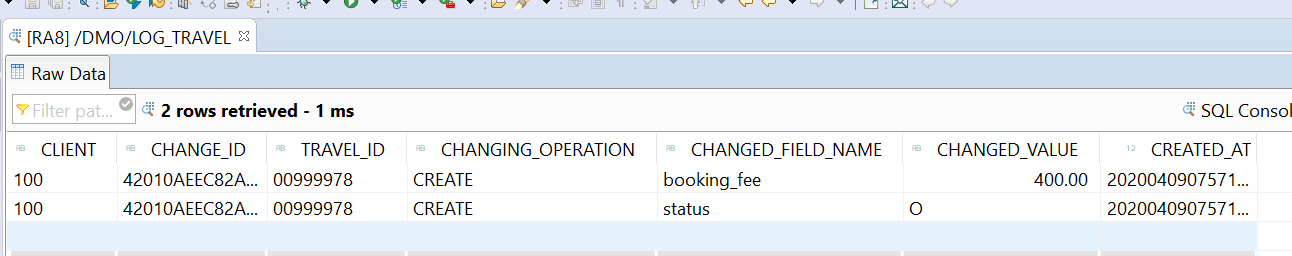 [RA8] /DMO/LOG_TRAVEL
Raw Data
Filter pat... 2 rows retrieved - 1 ms SQL Consol
CLIENT CHANGE_ID TRAVEL_ID CHANGING_OPERATION CHANGED_FIELD_NAME CHANGED_VALUE CREATED_AT
100 42010AEEC82A... 00999978 CREATE booking_fee 400.00 2020040907571...
100 42010AEEC82A... 00999978 CREATE status O 2020040907571...